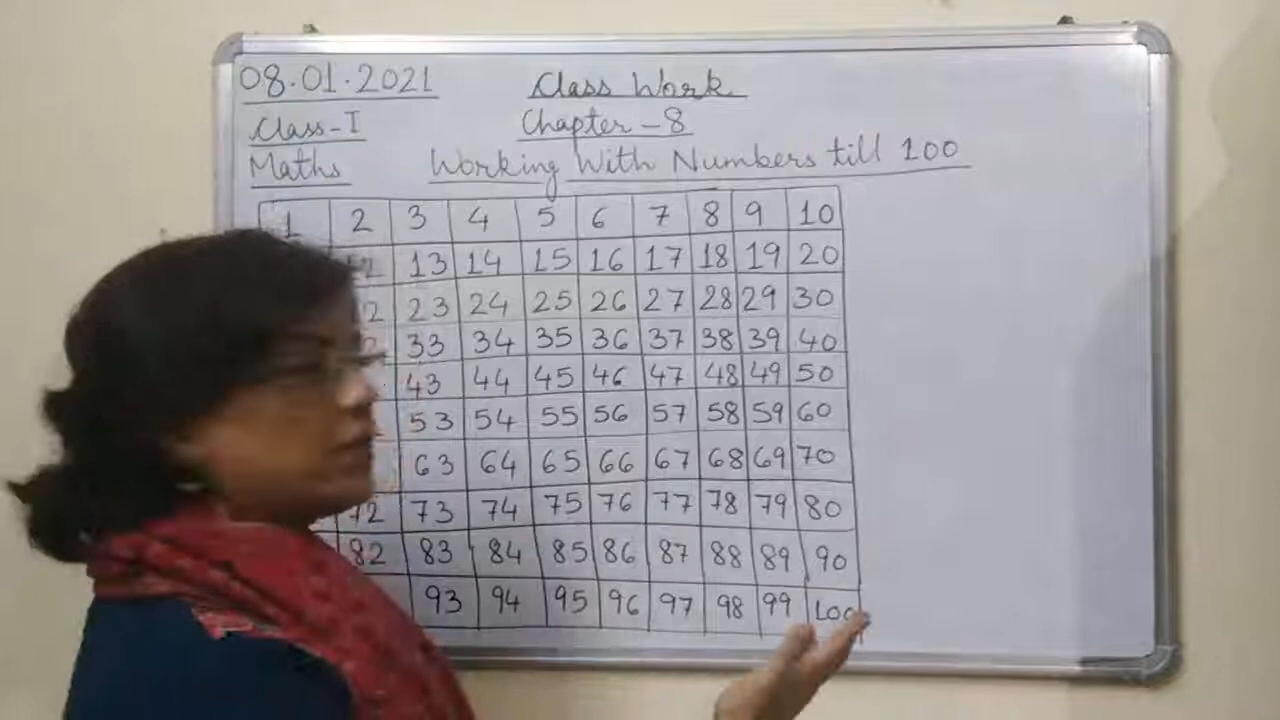 08.01.2021 Class Work
Class-I Chapter-8
Maths Working With Numbers till 100
1 2 3 4 5 6 7 8 9 10
13 14 15 16 17 18 19 20
23 24 25 26 27 28 29 30
33 34 35 36 37 38 39 40
43 44 45 46 47 48 49 50
53 54 55 56 57 58 59 60
63 64 65 66 67 68 69 70
72 73 74 75 76 77 78 79 80
82 83 84 85 86 87 88 89 90
93 94 95 96 97 98 99 100